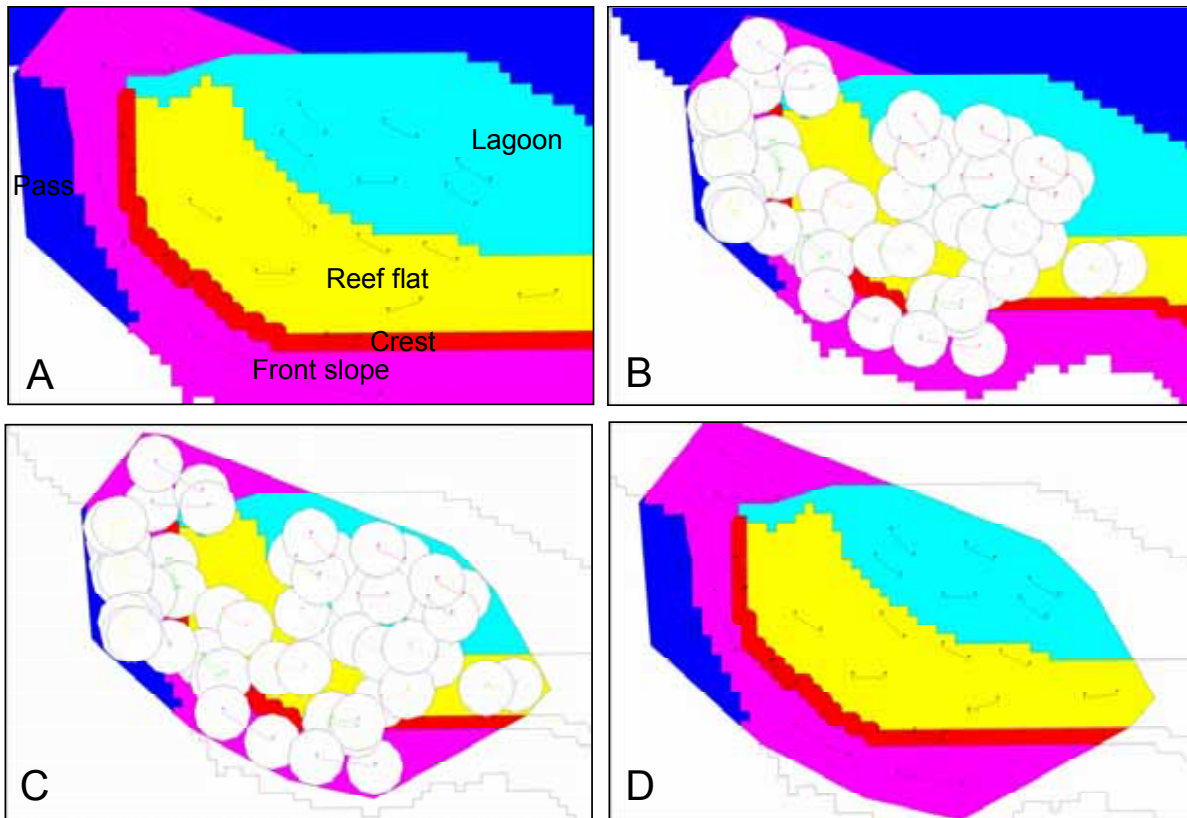 Lagoon
Pass
Reef flat
Crest
Front slope
A
B
C
D